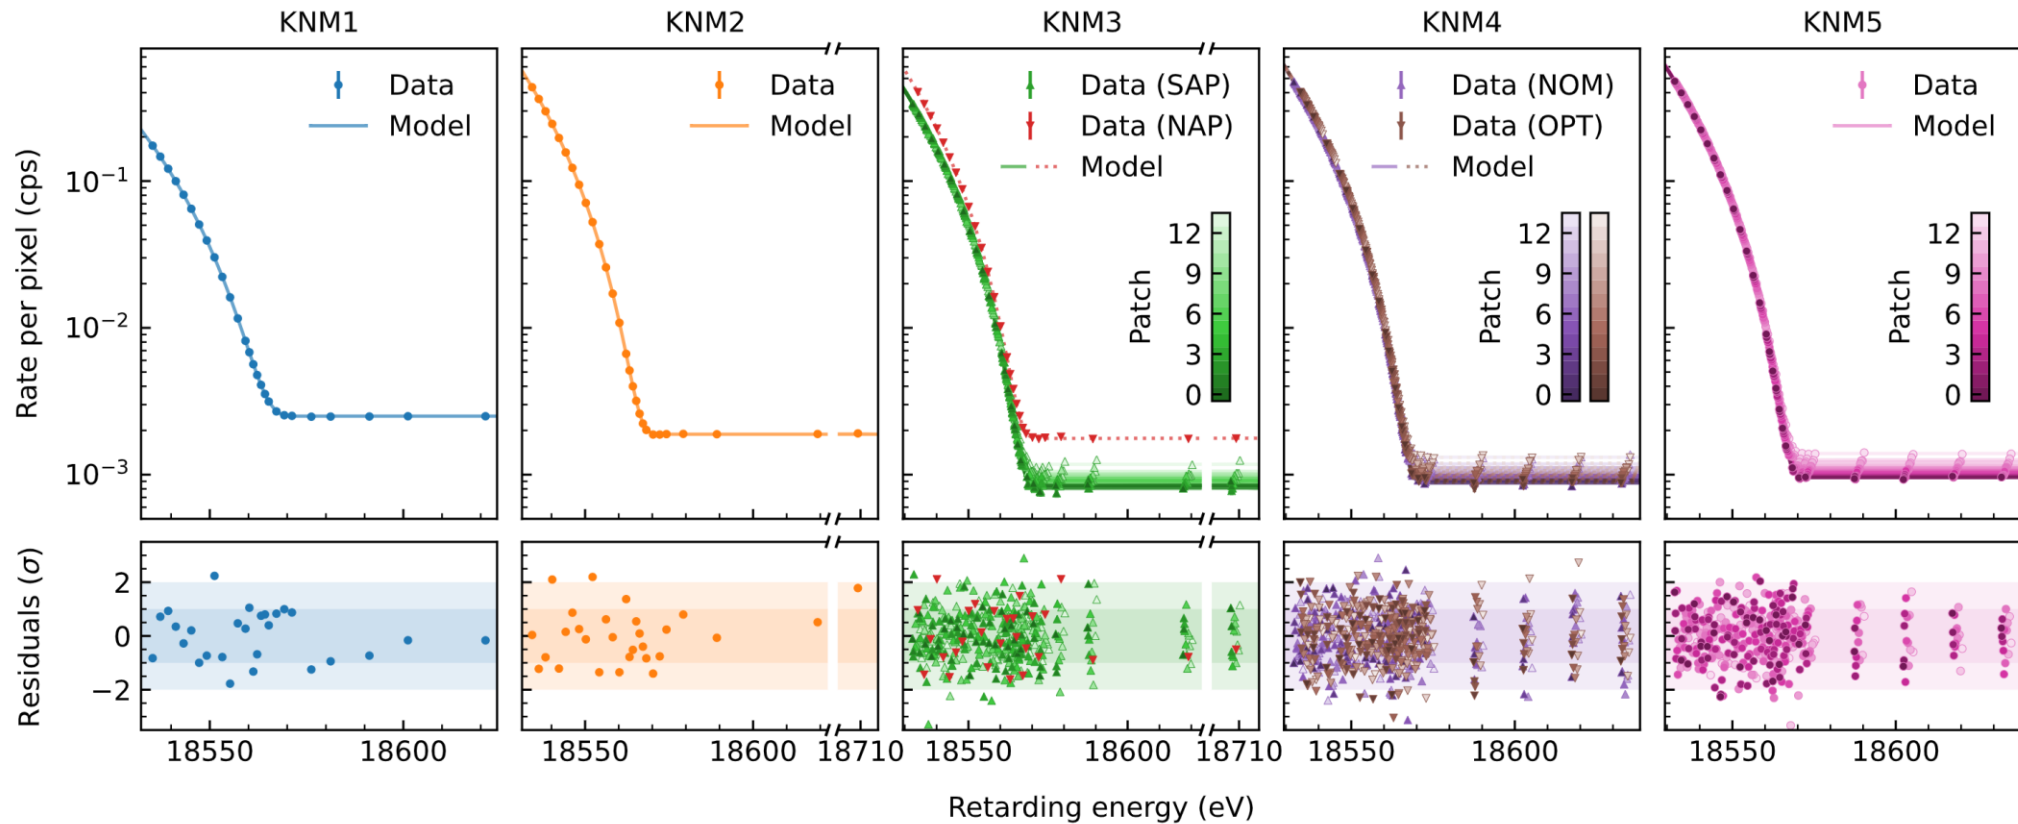 KNM1 KNM2 KNM3 KNM4 KNM5
Rate per pixel (cps)
10⁻¹
10⁻²
10⁻³
Data
Model
Data
Model
Data (SAP)
Data (NAP)
Model
Patch
12
9
6
3
0
Data (NOM)
Data (OPT)
Model
Patch
12
9
6
3
0
Data
Model
Patch
12
9
6
3
0
Residuals (σ)
2
0
−2
18550 18600 18550 18600 18710 18550 18600 18710 18550 18600 18550 18600
Retarding energy (eV)